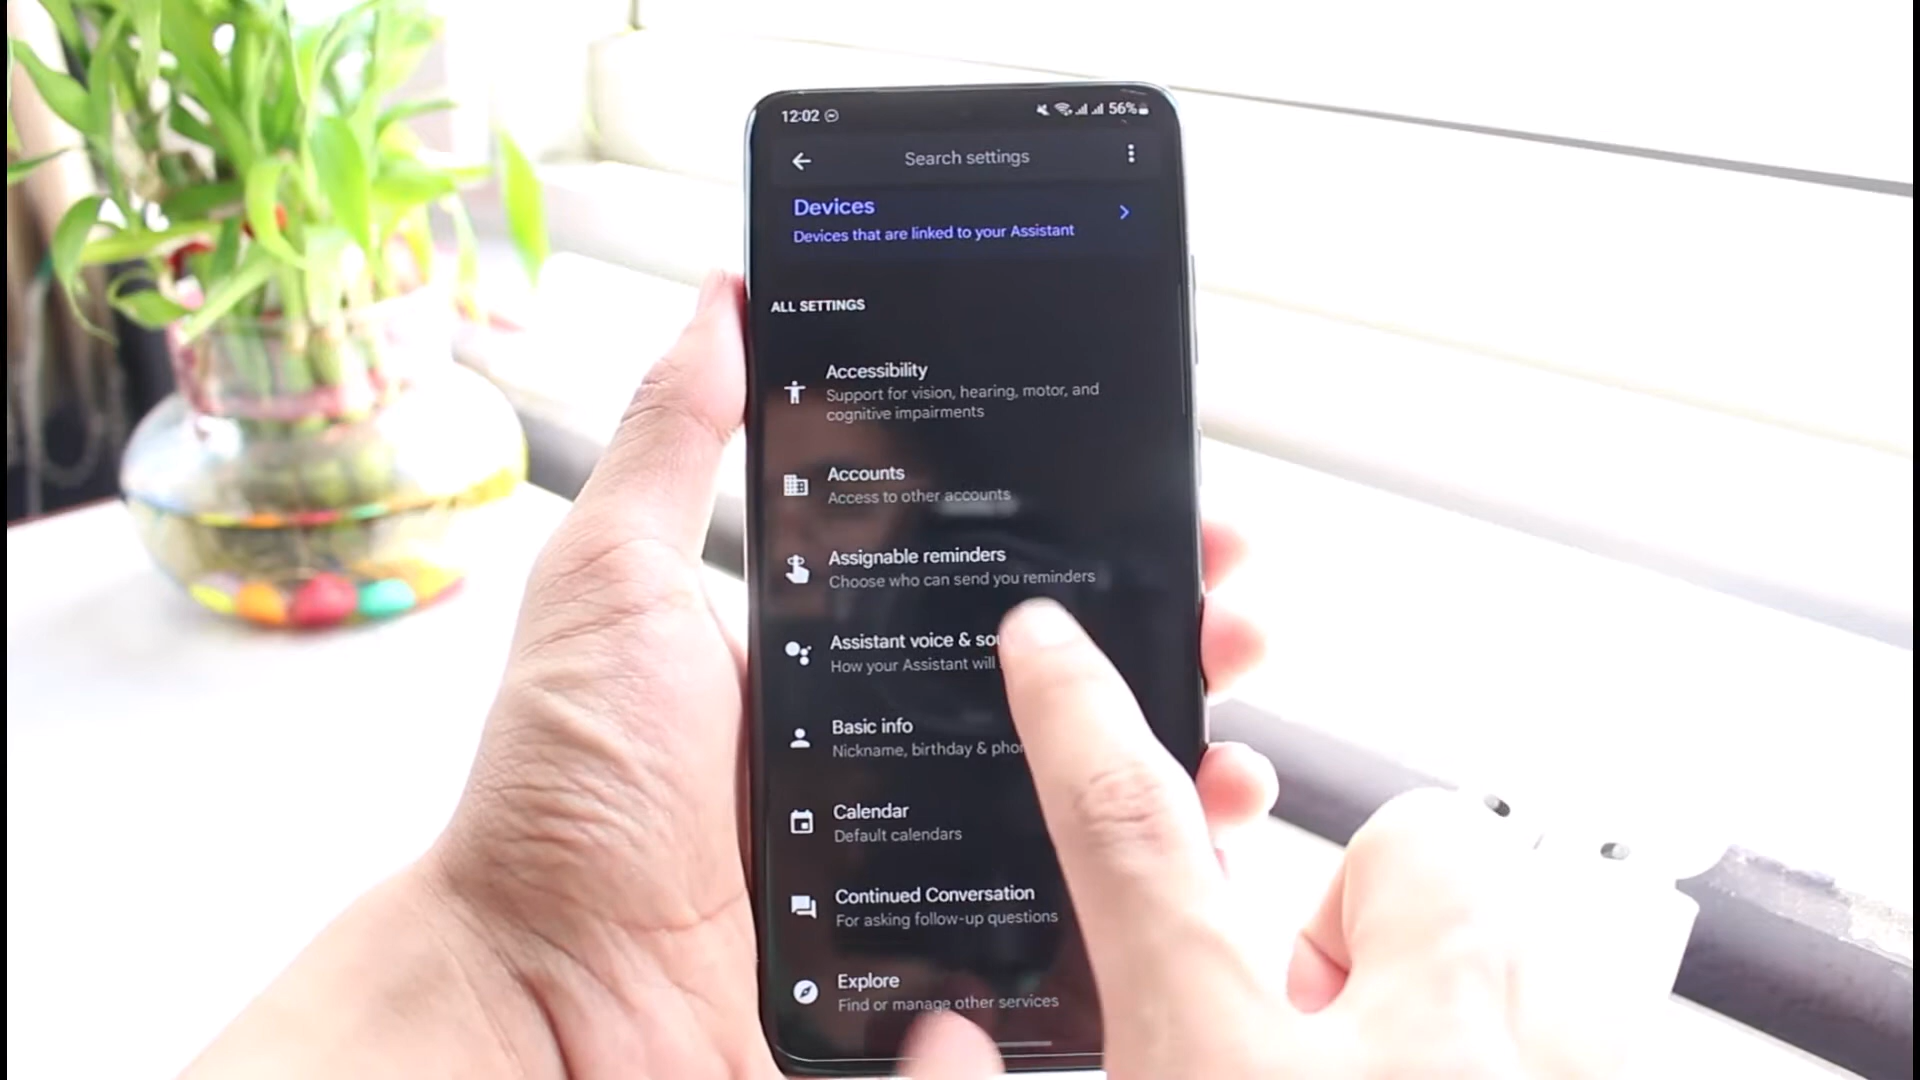 12:02 56%
Search settings
Devices
Devices that are linked to your Assistant
ALL SETTINGS
Accessibility
Support for vision, hearing, motor, and
cognitive impairments
Accounts
Access to other accounts
Assignable reminders
Choose who can send you reminders
Assistant voice & sou
How your Assistant will
Basic info
Nickname, birthday & pho
Calendar
Default calendars
Continued Conversation
For asking follow-up questions
Explore
Find or manage other services